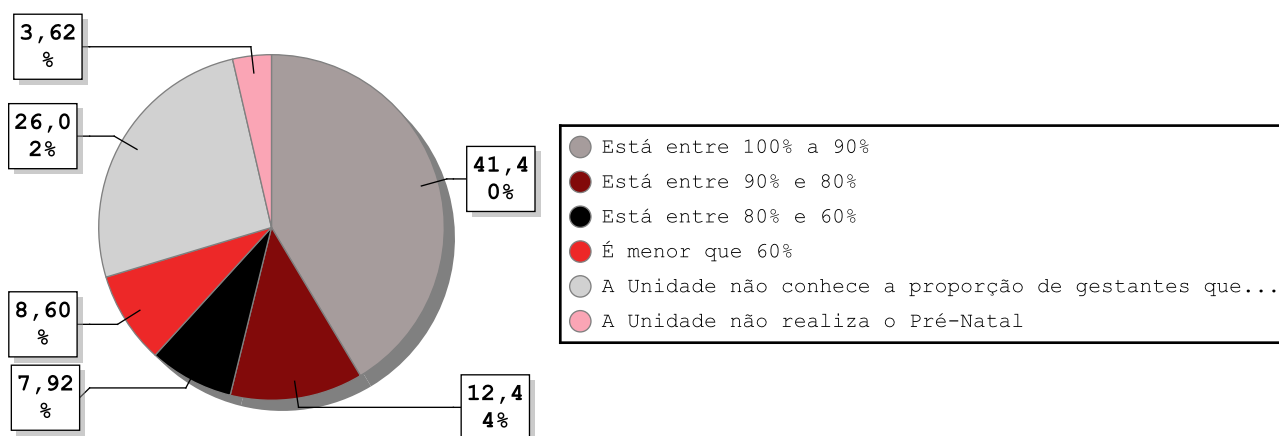 3,62
%
26,0
2%
41,4
0%
8,60
%
7,92
%
12,4
4%
Está entre 100% a 90%
Está entre 90% e 80%
Está entre 80% e 60%
É menor que 60%
A Unidade não conhece a proporção de gestantes que...
A Unidade não realiza o Pré-Natal